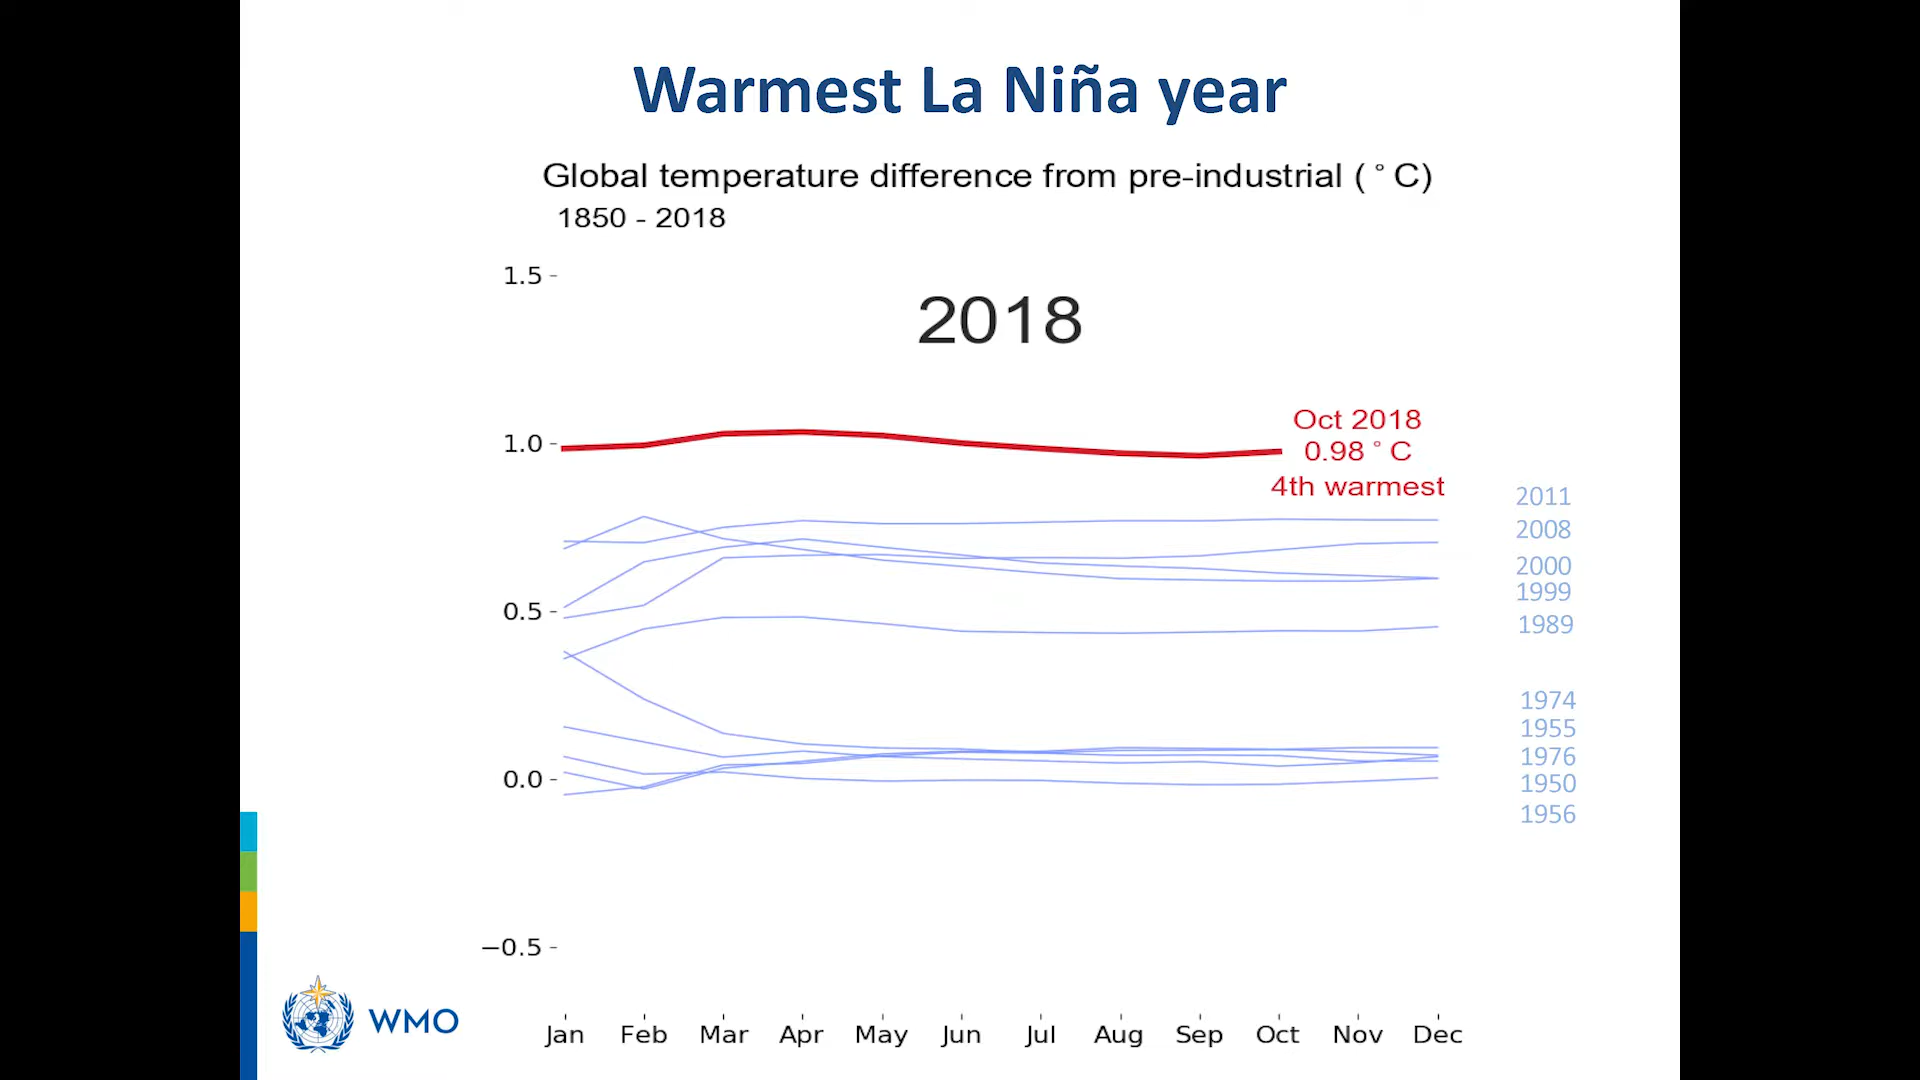 Warmest La Niña year
Global temperature difference from pre-industrial (°C)
1850 - 2018
1.5
2018
Oct 2018
1.0
0.98°C
4th warmest
2011
2008
2000
1999
0.5
1989
1974
1955
1976
0.0
1950
1956
−0.5
WMO
Jan Feb Mar Apr May Jun Jul Aug Sep Oct Nov Dec